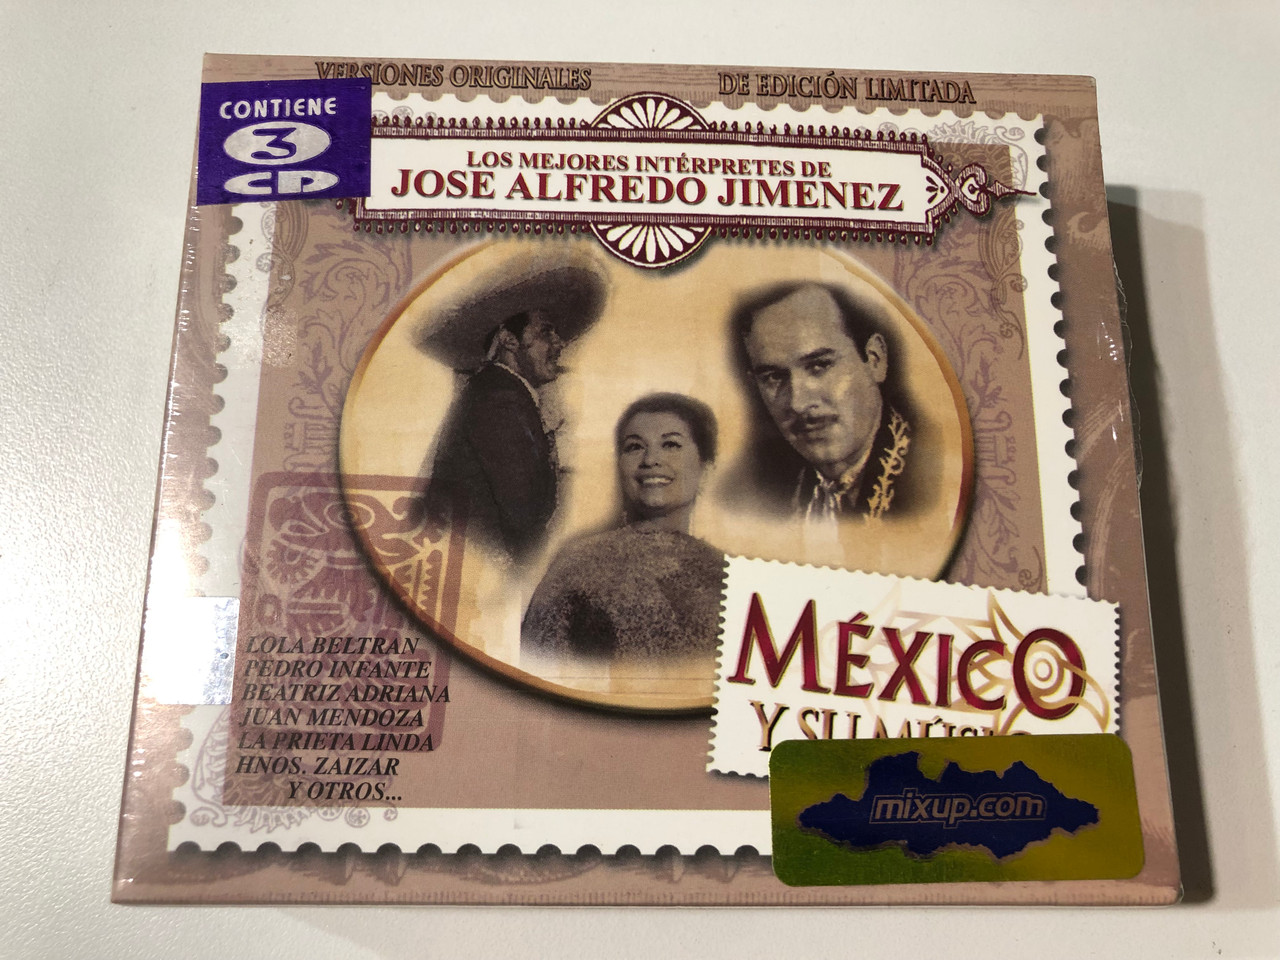 VERSIONES ORIGINALES DE EDICIÓN LIMITADA
CONTIENE
3
CD
LOS MEJORES INTÉRPRETES DE
JOSE ALFREDO JIMENEZ
LOLA BELTRAN
PEDRO INFANTE
BEATRIZ ADRIANA
JUAN MENDOZA
LA PRIETA LINDA
HNOS. ZAIZAR
Y OTROS...
MÉXICO
Y SU
mixup.com